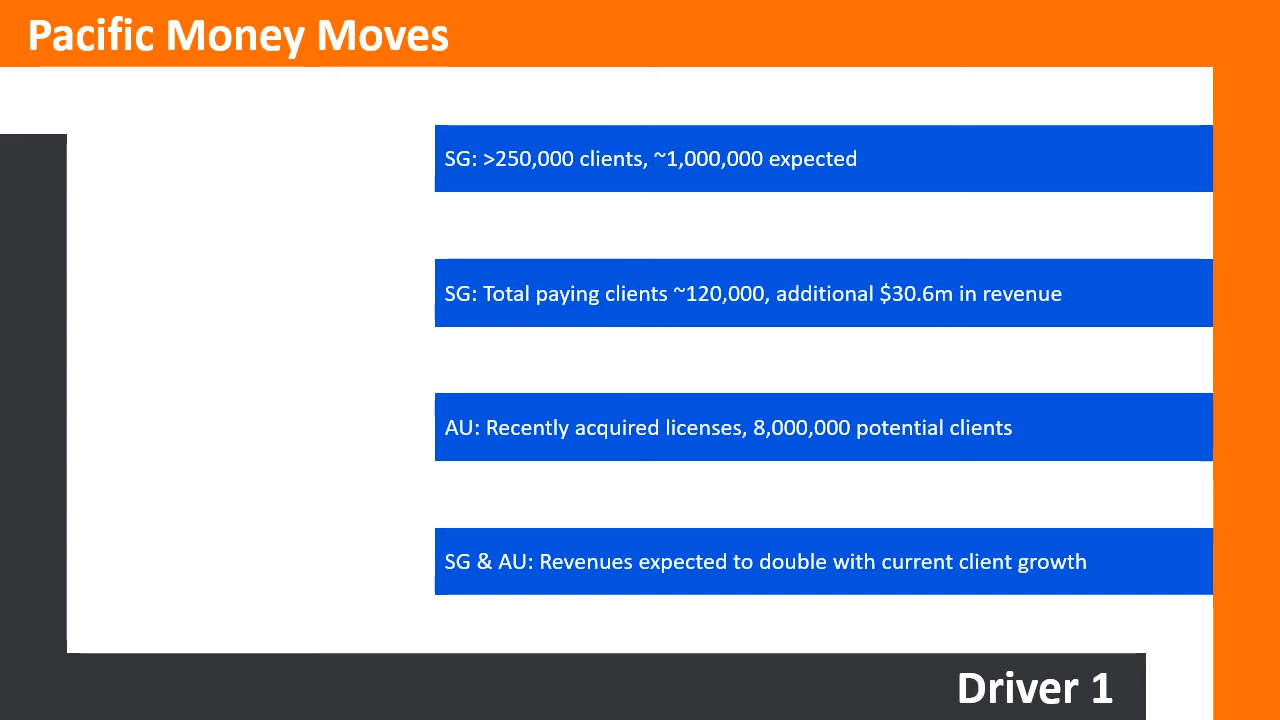 Pacific Money Moves
SG: >250,000 clients, ~1,000,000 expected
SG: Total paying clients ~120,000, additional $30.6m in revenue
AU: Recently acquired licenses, 8,000,000 potential clients
SG & AU: Revenues expected to double with current client growth
Driver 1